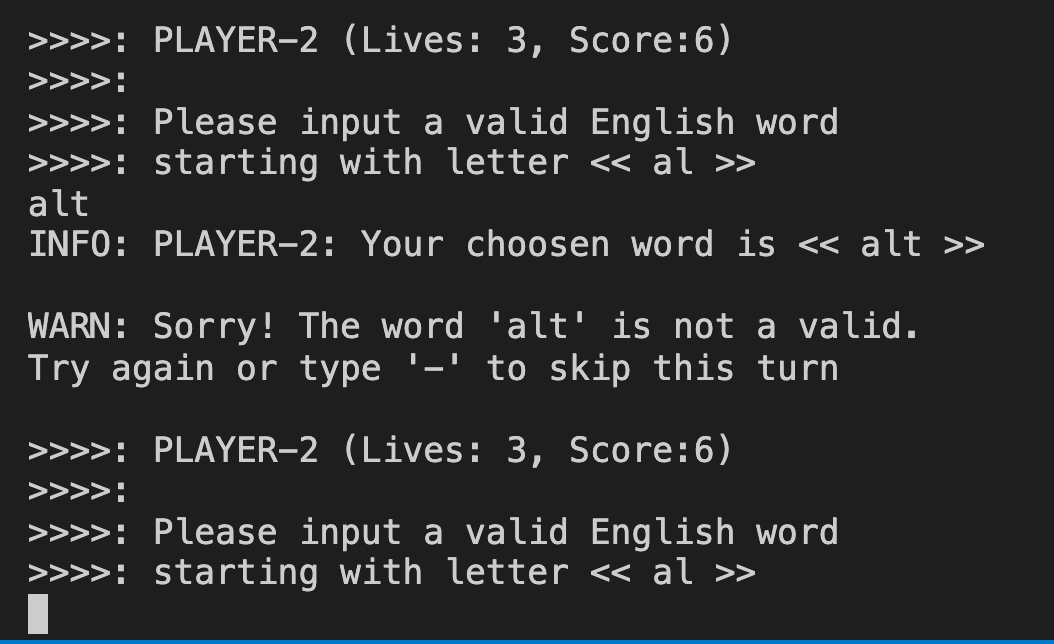 >>>>: PLAYER-2 (Lives: 3, Score:6)
>>>>:
>>>>: Please input a valid English word
>>>>: starting with letter << al >>
alt
INFO: PLAYER-2: Your choosen word is << alt >>
WARN: Sorry! The word 'alt' is not a valid.
Try again or type '-' to skip this turn
>>>>: PLAYER-2 (Lives: 3, Score:6)
>>>>:
>>>>: Please input a valid English word
>>>>: starting with letter << al >>